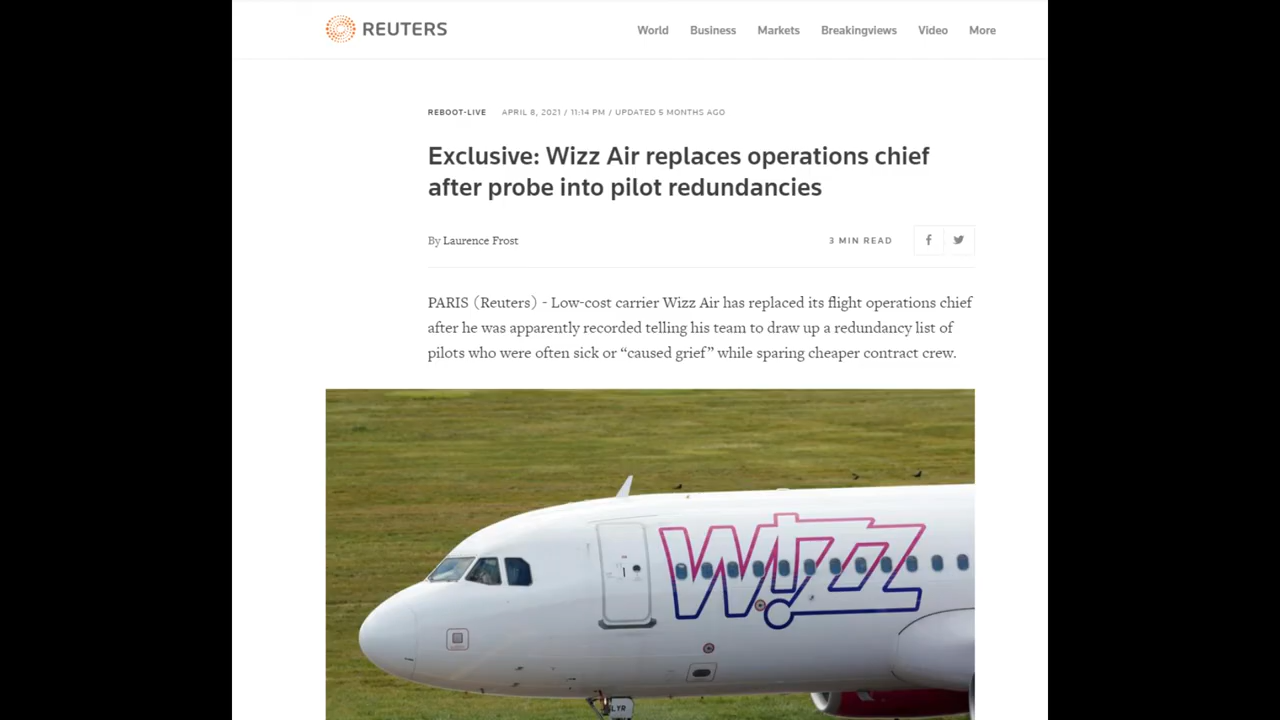 REUTERS
World Business Markets Breakingviews Video More
REBOOT-LIVE APRIL 8, 2021 / 11:14 PM / UPDATED 5 MONTHS AGO
Exclusive: Wizz Air replaces operations chief
after probe into pilot redundancies
By Laurence Frost
3 MIN READ
PARIS (Reuters) - Low-cost carrier Wizz Air has replaced its flight operations chief
after he was apparently recorded telling his team to draw up a redundancy list of
pilots who were often sick or “caused grief” while sparing cheaper contract crew.
Wizz
LYR